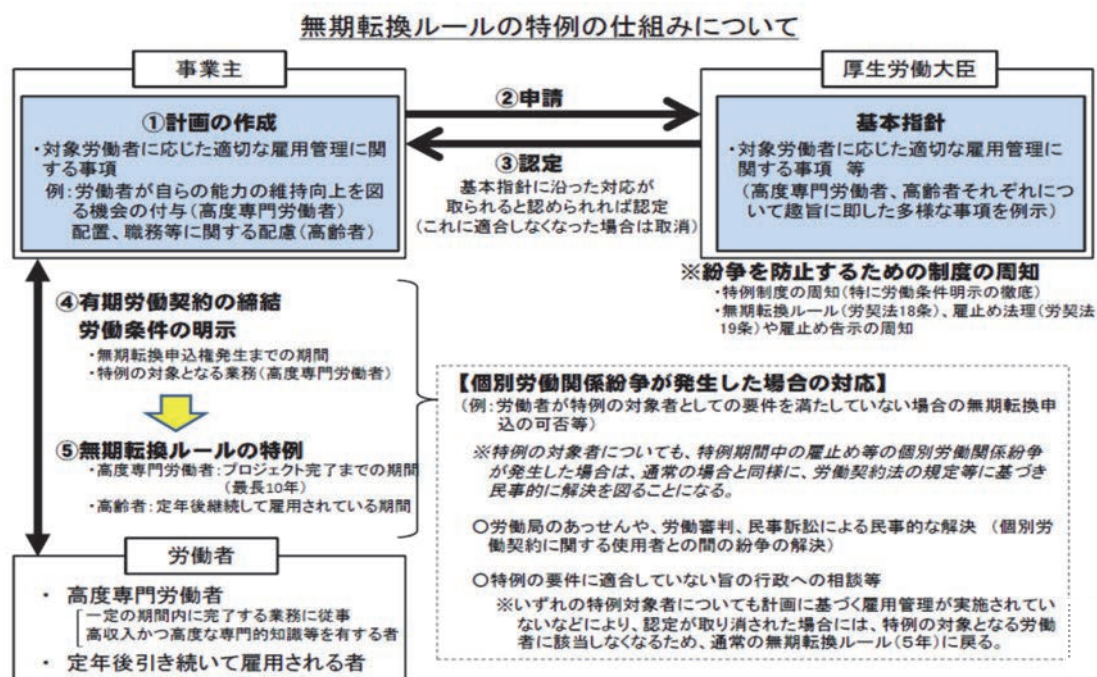 無期転換ルールの特例の仕組みについて
事業主
①計画の作成
・対象労働者に応じた適切な雇用管理に関
する事項
例:労働者が自らの能力の維持向上を図
る機会の付与(高度専門労働者)
配置、職務等に関する配慮(高齢者)
②申請
③認定
基本指針に沿った対応が
取られると認められれば認定
(これに適合しなくなった場合は取消)
厚生労働大臣
基本指針
・対象労働者に応じた適切な雇用管理に
関する事項 等
(高度専門労働者、高齢者それぞれにつ
いて趣旨に即した多様な事項を例示)
※紛争を防止するための制度の周知
・特例制度の周知(特に労働条件明示の徹底)
・無期転換ルール(労契法18条)、雇止め法理(労契法
19条)や雇止め告示の周知
④有期労働契約の締結
労働条件の明示
・無期転換申込権発生までの期間
・特例の対象となる業務(高度専門労働者)
⑤無期転換ルールの特例
・高度専門労働者:プロジェクト完了までの期間
(最長10年)
・高齢者:定年後継続して雇用されている期間
【個別労働関係紛争が発生した場合の対応】
(例:労働者が特例の対象者としての要件を満たしていない場合の無期転換申
込の可否等)
※特例の対象者についても、特例期間中の雇止め等の個別労働関係紛争
が発生した場合は、通常の場合と同様に、労働契約法の規定等に基づき
民事的に解決を図ることになる。
○労働局のあっせんや、労働審判、民事訴訟による民事的な解決 (個別労
働契約に関する使用者との間の紛争の解決)
○特例の要件に適合していない旨の行政への相談等
※いずれの特例対象者についても計画に基づく雇用管理が実施されてい
ないなどにより、認定が取り消された場合には、特例の対象となる労働
者に該当しなくなるため、通常の無期転換ルール(5年)に戻る。
労働者
・ 高度専門労働者
一定の期間内に完了する業務に従事
高収入かつ高度な専門的知識等を有する者
・ 定年後引き続いて雇用される者